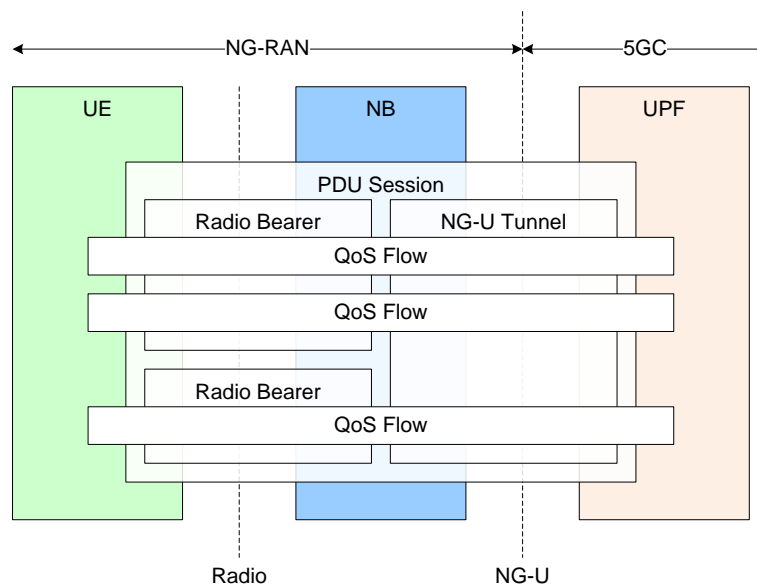 NG-RAN
5GC
UE
NB
UPF
PDU Session
Radio Bearer
NG-U Tunnel
QoS Flow
QoS Flow
Radio Bearer
QoS Flow
Radio
NG-U